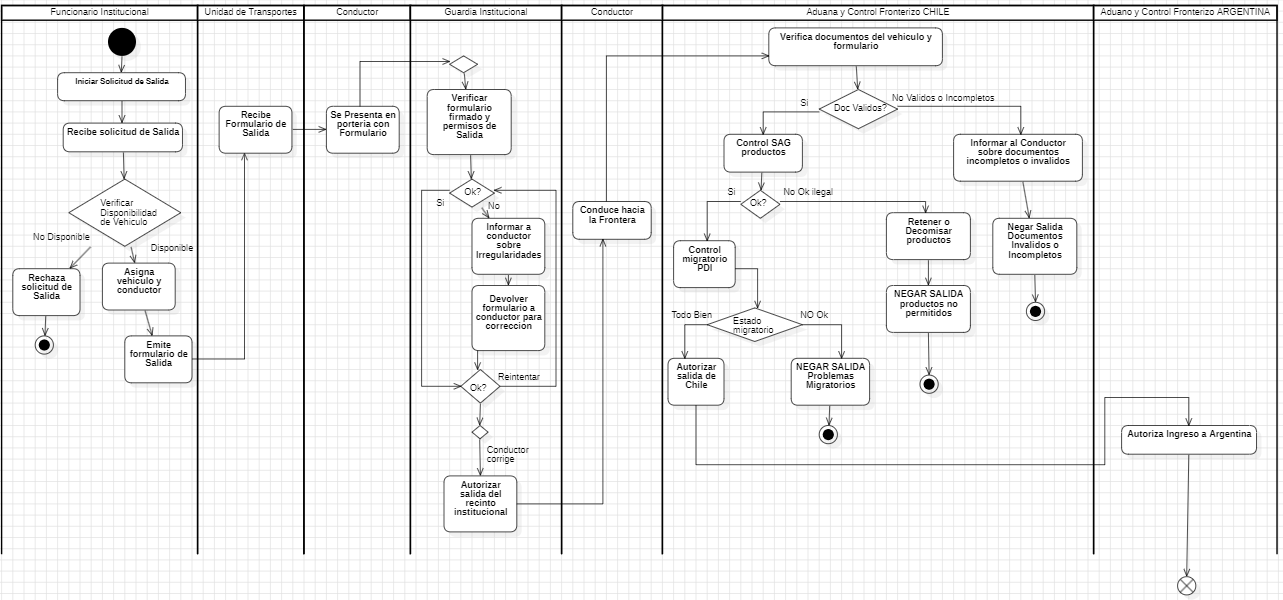 Funcionario Institucional
Unidad de Transportes
Conductor
Guardia Institucional
Conductor
Aduana y Control Fronterizo CHILE
Aduano y Control Fronterizo ARGENTINA
Iniciar Solicitud de Salida
Recibe solicitud de Salida
Verificar
Disponibilidad
de Vehiculo
No Disponible
Disponible
Rechaza
solicitud de
Salida
Asigna
vehiculo y
conductor
Emite
formulario de
Salida
Recibe
Formulario de
Salida
Se Presenta en
porteria con
Formulario
Verificar
formulario
firmado y
permisos de
Salida
Ok?
Si
No
Informar a
conductor
sobre
Irregularidades
Devolver
formulario a
conductor para
correccion
Ok?
Reintentar
Conductor
corrige
Autorizar
salida del
recinto
institucional
Conduce hacia
la Frontera
Verifica documentos del vehiculo y
formulario
Doc Validos?
Si
No Validos o Incompletos
Control SAG
productos
Informar al Conductor
sobre documentos
incompletos o invalidos
Ok?
Si
No Ok ilegal
Control
migratorio
PDI
Retener o
Decomisar
productos
Negar Salida
Documentos
Invalidos o
Incompletos
NEGAR SALIDA
productos no
permitidos
Estado
migratorio
Todo Bien
NO Ok
Autorizar
salida de
Chile
NEGAR SALIDA
Problemas
Migratorios
Autoriza Ingreso a Argentina